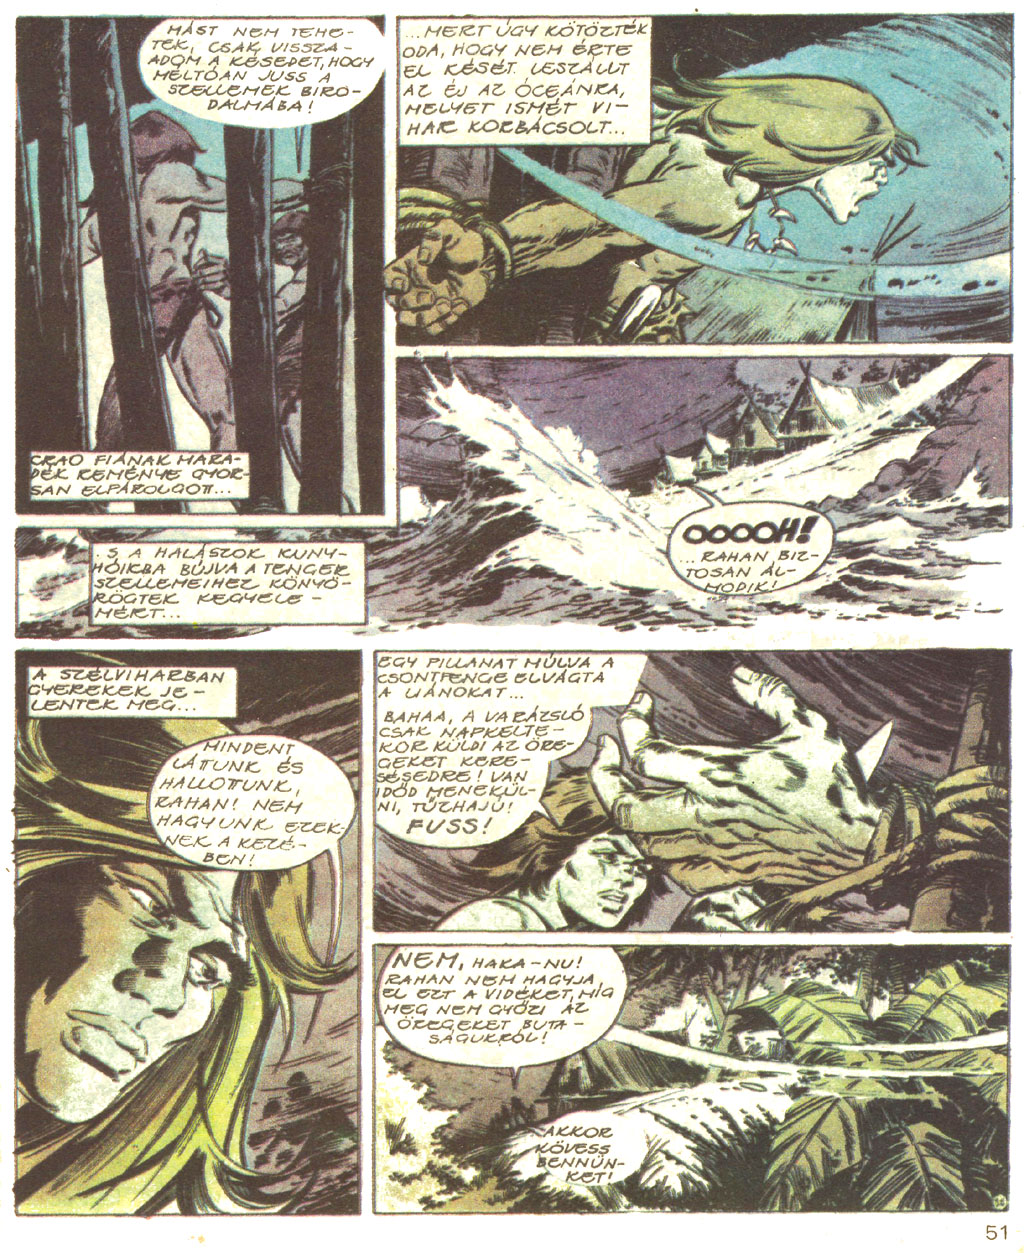 MÁST NEM TEHE-
TEK, CSAK VISSZA-
ADOM A KÉSEDET, HOGY
MÉLTÓAN JUSS A
SZELLEMEK BIRO-
DALMÁBA!
CRAO FIÁNAK MARA-
DÉK REMÉNYE GYOR-
SAN ELPÁROLGOTT...
...MERT ÚGY KÖTÖZTÉK
ODA, HOGY NEM ÉRTE
EL KÉSÉT. LESZÁLLT
AZ ÉJ AZ ÓCEÁNRA,
MELYET ISMÉT VI-
HAR KORBÁCSOLT...
OOOOH!
...RAHAN BIZ-
TOSAN ÁL-
MODIK!
...S A HALÁSZOK KUNY-
HÓIKBA BÚJVA A TENGER
SZELLEMEIHEZ KÖNYÖ-
RÖGTEK KEGYELE-
MÉRT...
A SZÉLVIHARBAN
GYEREKEK JE-
LENTEK MEG...
MINDENT
LÁTTUNK ÉS
HALLOTTUNK,
RAHAN! NEM
HAGYUNK EZEK-
NEK A KEZÉ-
BEN!
EGY PILLANAT MÚLVA A
CSONTPENGE ELVÁGTA
A LIÁNOKAT...
BAHAA, A VARÁZSLÓ
CSAK NAPKELTE-
KOR KÜLDI AZ ÖRE-
GEKET KERE-
SÉSEDRE! VAN
IDŐD MENEKÜL-
NI, TŰZHAJÚ!
FUSS!
NEM, HAKA-NU!
RAHAN NEM HAGYJA
EL EZT A VIDÉKET, MÍG
MEG NEM GYŐZI AZ
ÖREGEKET BUTA-
SÁGUKRÓL!
AKKOR
KÖVESS
BENNÜN-
KET!
51